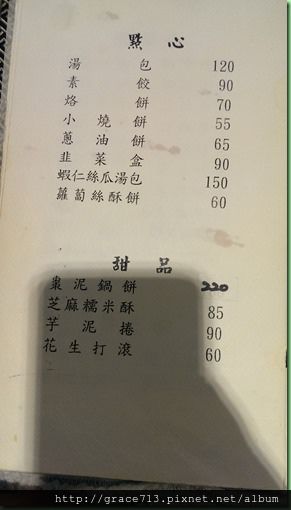 點心
湯包 120
素餃 90
烙餅 70
小燒餅 55
蔥油餅 65
韭菜盒 90
蝦仁絲瓜湯包 150
蘿蔔絲酥餅 60
甜品
棗泥鍋餅 220
芝麻糯米酥 85
芋泥捲 90
花生打滾 60
http://grace713.pixnet.net/album